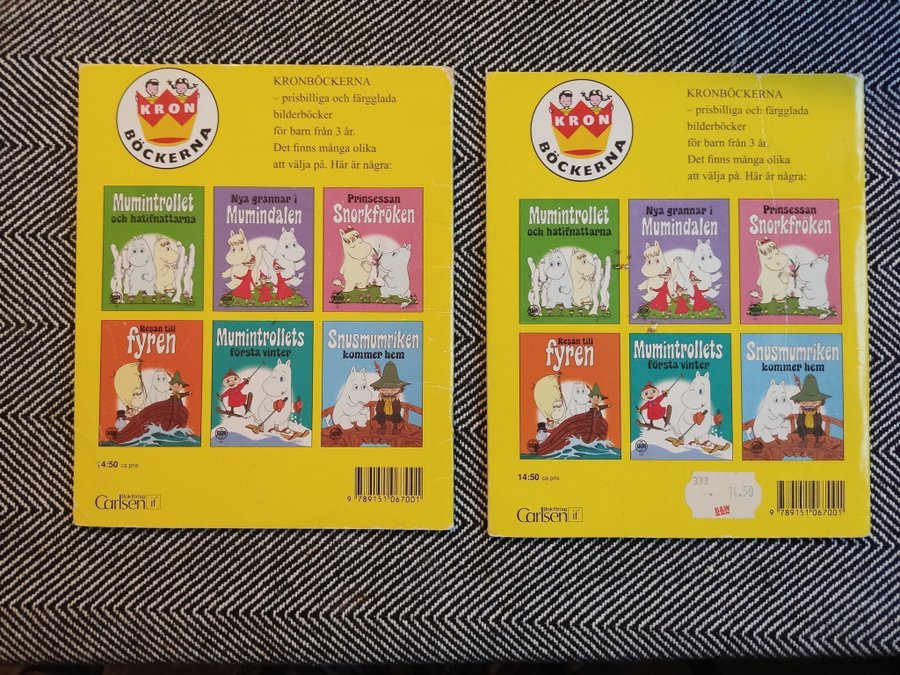 KRON
BÖCKERNA
KRONBÖCKERNA
– prisbilliga och färgglada
bilderböcker
för barn från 3 år.
Det finns många olika
att välja på. Här är några:
Mumintrollet
och hatifnattarna
Nya grannar i
Mumindalen
Prinsessan
Snorkfröken
Resan till
fyren
Mumintrollets
första vinter
Snusmumriken
kommer hem
14:50 ca pris
Bokförlag
Carlsen if
9 789151 067001
KRON
BÖCKERNA
KRONBÖCKERNA
– prisbilliga och färgglada
bilderböcker
för barn från 3 år.
Det finns många olika
att välja på. Här är några:
Mumintrollet
och hatifnattarna
Nya grannar i
Mumindalen
Prinsessan
Snorkfröken
Resan till
fyren
Mumintrollets
första vinter
Snusmumriken
kommer hem
14:50 ca pris
333
14.50
B&W
Bokförlag
Carlsen if
9 789151 067001